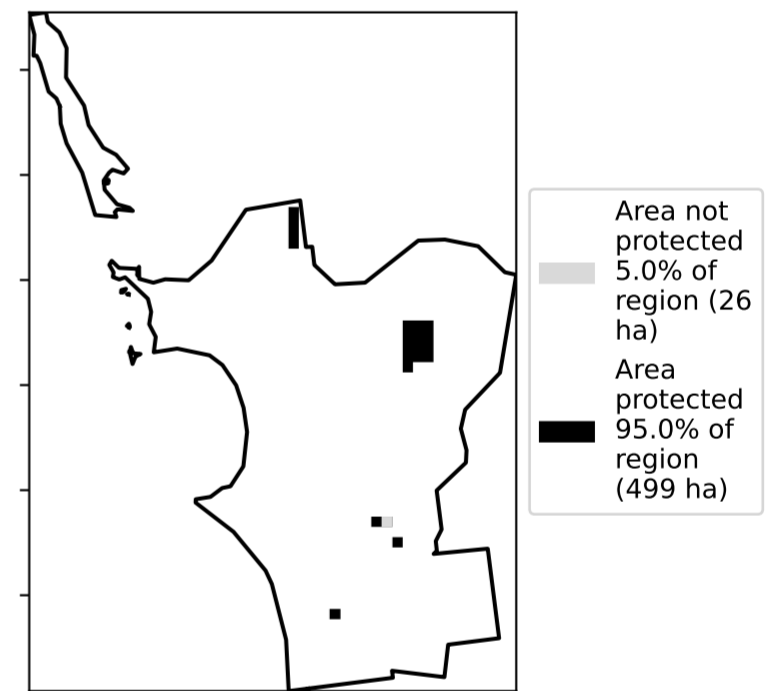 Area not
protected
5.0% of
region (26
ha)
Area
protected
95.0% of
region
(499 ha)